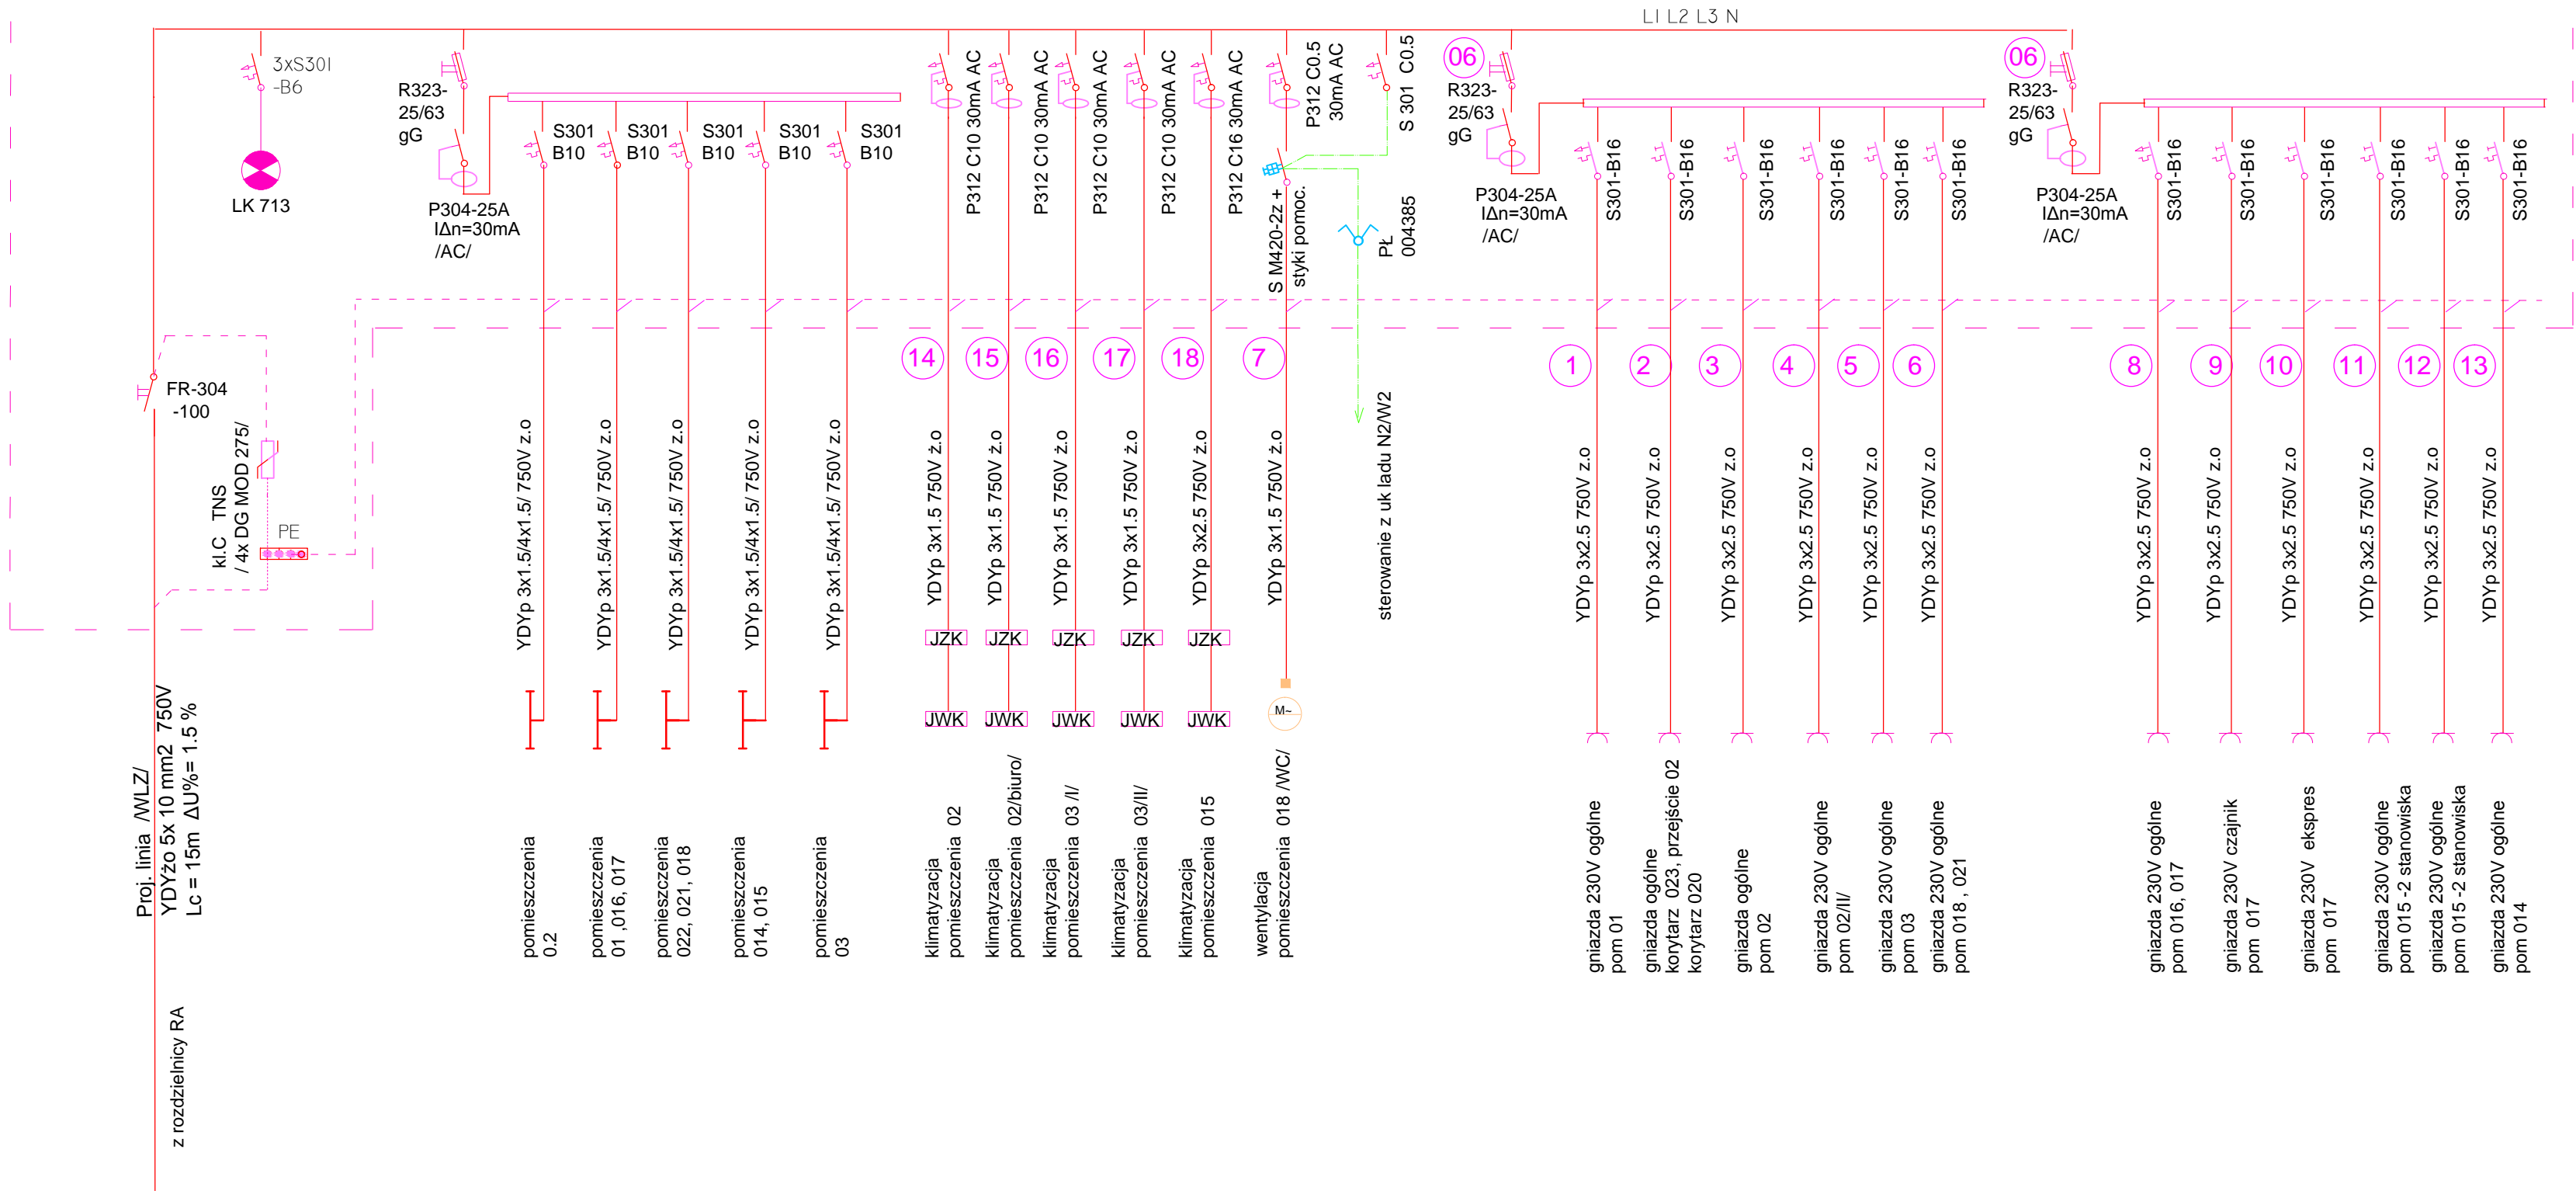 L1 L2 L3 N
3xS301
-B6
LK 713
R323-
25/63
gG
P304-25A
IΔn=30mA
/AC/
S301
B10
S301
B10
S301
B10
S301
B10
S301
B10
P312 C10 30mA AC
P312 C10 30mA AC
P312 C10 30mA AC
P312 C10 30mA AC
P312 C16 30mA AC
P312 C0.5
30mA AC
S 301 C0.5
S M420-2z +
styki pomoc.
PŁ
004385
06
R323-
25/63
gG
P304-25A
IΔn=30mA
/AC/
S301-B16
S301-B16
S301-B16
S301-B16
S301-B16
S301-B16
06
R323-
25/63
gG
P304-25A
IΔn=30mA
/AC/
S301-B16
S301-B16
S301-B16
S301-B16
S301-B16
S301-B16
14
15
16
17
18
7
1
2
3
4
5
6
8
9
10
11
12
13
FR-304
-100
kl.C TNS
/ 4x DG MOD 275/
PE
YDYp 3x1.5/4x1.5/ 750V z.o
YDYp 3x1.5/4x1.5/ 750V z.o
YDYp 3x1.5/4x1.5/ 750V z.o
YDYp 3x1.5/4x1.5/ 750V z.o
YDYp 3x1.5/4x1.5/ 750V z.o
YDYp 3x1.5 750V ż.o
YDYp 3x1.5 750V ż.o
YDYp 3x1.5 750V ż.o
YDYp 3x1.5 750V ż.o
YDYp 3x2.5 750V ż.o
YDYp 3x1.5 750V ż.o
sterowanie z uk ladu N2/W2
YDYp 3x2.5 750V z.o
YDYp 3x2.5 750V z.o
YDYp 3x2.5 750V z.o
YDYp 3x2.5 750V z.o
YDYp 3x2.5 750V z.o
YDYp 3x2.5 750V z.o
YDYp 3x2.5 750V z.o
YDYp 3x2.5 750V z.o
YDYp 3x2.5 750V z.o
YDYp 3x2.5 750V z.o
YDYp 3x2.5 750V z.o
YDYp 3x2.5 750V z.o
JZK
JZK
JZK
JZK
JZK
JWK
JWK
JWK
JWK
JWK
M~
Proj. linia /WLZ/
YDYżo 5x 10 mm2 750V
Lc = 15m ΔU%= 1.5 %
z rozdzielnicy RA
pomieszczenia
0.2
pomieszczenia
01 ,016, 017
pomieszczenia
022, 021, 018
pomieszczenia
014, 015
pomieszczenia
03
klimatyzacja
pomieszczenia 02
klimatyzacja
pomieszczenia 02/biuro/
klimatyzacja
pomieszczenia 03 /I/
klimatyzacja
pomieszczenia 03/II/
klimatyzacja
pomieszczenia 015
wentylacja
pomieszczenia 018 /WC/
gniazda 230V ogólne
pom 01
gniazda ogólne
korytarz 023, przejście 02
korytarz 020
gniazda ogólne
pom 02
gniazda 230V ogólne
pom 02/II/
gniazda 230V ogólne
pom 03
gniazda 230V ogólne
pom 018 , 021
gniazda 230V ogólne
pom 016, 017
gniazda 230V czajnik
pom 017
gniazda 230V ekspres
pom 017
gniazda 230V ogólne
pom 015 -2 stanowiska
gniazda 230V ogólne
pom 015 -2 stanowiska
gniazda 230V ogólne
pom 014